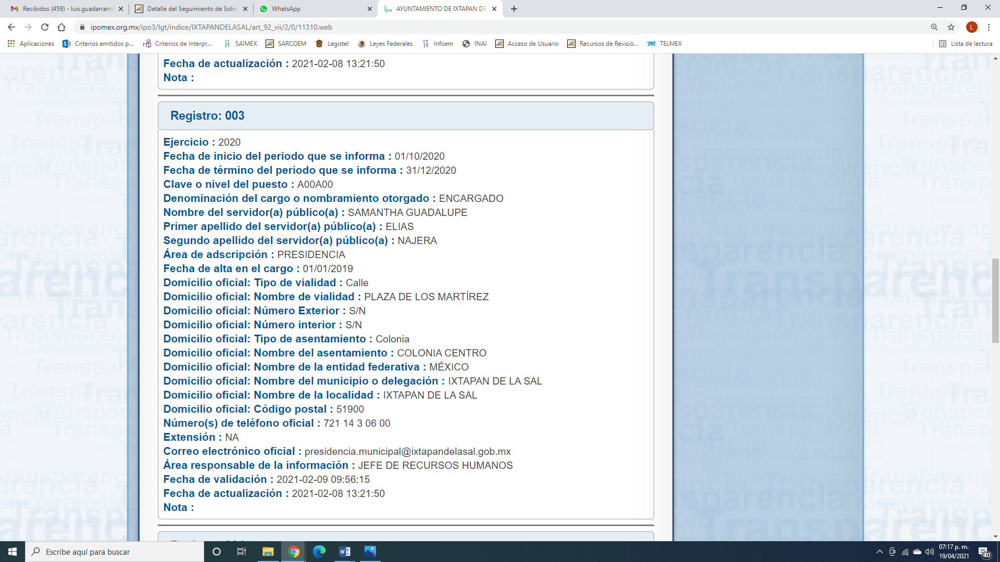 Recibidos (459) - luis.guadarrama
Detalle del Seguimiento de Solici
WhatsApp
AYUNTAMIENTO DE IXTAPAN DE
ipomex.org.mx/ipo3/lgt/indice/IXTAPANDELASAL/art_92_vii/2/0/11310.web
L
Aplicaciones
Criterios emitidos p...
Criterios de Interpr...
SAIMEX
SARCOEM
Legistel
Leyes Federales
Infoem
INAI
Acceso de Usuario
Recursos de Revisió...
TELMEX
Lista de lectura
Fecha de actualización : 2021-02-08 13:21:50
Nota :
Registro: 003
Ejercicio : 2020
Fecha de inicio del periodo que se informa : 01/10/2020
Fecha de término del periodo que se informa : 31/12/2020
Clave o nivel del puesto : A00A00
Denominación del cargo o nombramiento otorgado : ENCARGADO
Nombre del servidor(a) público(a) : SAMANTHA GUADALUPE
Primer apellido del servidor(a) público(a) : ELIAS
Segundo apellido del servidor(a) público(a) : NAJERA
Área de adscripción : PRESIDENCIA
Fecha de alta en el cargo : 01/01/2019
Domicilio oficial: Tipo de vialidad : Calle
Domicilio oficial: Nombre de vialidad : PLAZA DE LOS MARTÍREZ
Domicilio oficial: Número Exterior : S/N
Domicilio oficial: Número interior : S/N
Domicilio oficial: Tipo de asentamiento : Colonia
Domicilio oficial: Nombre del asentamiento : COLONIA CENTRO
Domicilio oficial: Nombre de la entidad federativa : MÉXICO
Domicilio oficial: Nombre del municipio o delegación : IXTAPAN DE LA SAL
Domicilio oficial: Nombre de la localidad : IXTAPAN DE LA SAL
Domicilio oficial: Código postal : 51900
Número(s) de teléfono oficial : 721 14 3 06 00
Extensión : NA
Correo electrónico oficial : presidencia.municipal@ixtapandelasal.gob.mx
Área responsable de la información : JEFE DE RECURSOS HUMANOS
Fecha de validación : 2021-02-09 09:56:15
Fecha de actualización : 2021-02-08 13:21:50
Nota :
Escribe aquí para buscar
07:17 p. m.
19/04/2021
40